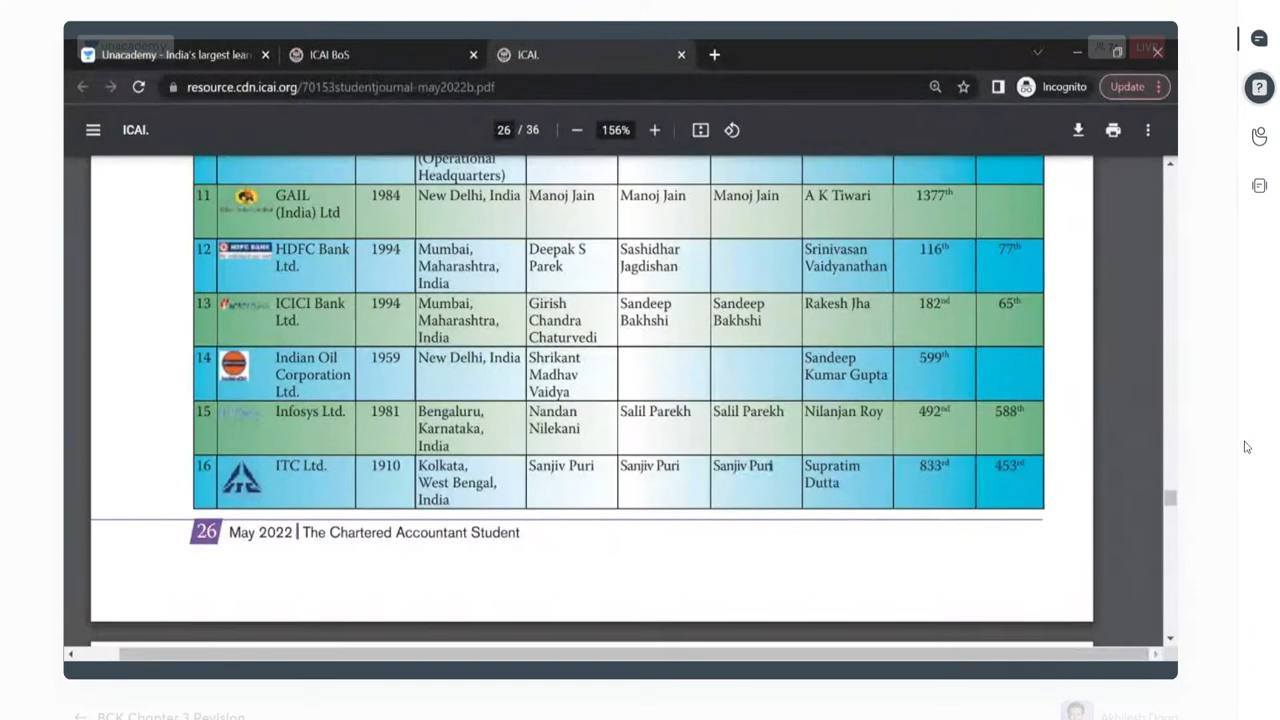 Unacademy - India's largest lear
ICAI BoS
ICAI.
LIVE
resource.cdn.icai.org/70153studentjournal-may2022b.pdf
Incognito
Update
ICAI.
26 / 36
156%
(Operational
Headquarters)
11 GAIL 1984 New Delhi, India Manoj Jain Manoj Jain Manoj Jain A K Tiwari 1377th
(India) Ltd
12 HDFC BANK HDFC Bank 1994 Mumbai, Deepak S Sashidhar Srinivasan 116th 77th
Ltd. Maharashtra, Parek Jagdishan Vaidyanathan
India
13 ICICI Bank 1994 Mumbai, Girish Sandeep Sandeep Rakesh Jha 182nd 65th
Ltd. Maharashtra, Chandra Bakhshi Bakhshi
India Chaturvedi
14 Indian Oil 1959 New Delhi, India Shrikant Sandeep 599th
Corporation Madhav Kumar Gupta
Ltd. Vaidya
15 Infosys Ltd. 1981 Bengaluru, Nandan Salil Parekh Salil Parekh Nilanjan Roy 492nd 588th
Karnataka, Nilekani
India
16 ITC Ltd. 1910 Kolkata, Sanjiv Puri Sanjiv Puri Sanjiv Puri Supratim 833rd 453rd
West Bengal, Dutta
India
26 May 2022 | The Chartered Accountant Student
BCK Chapter 3 Revision